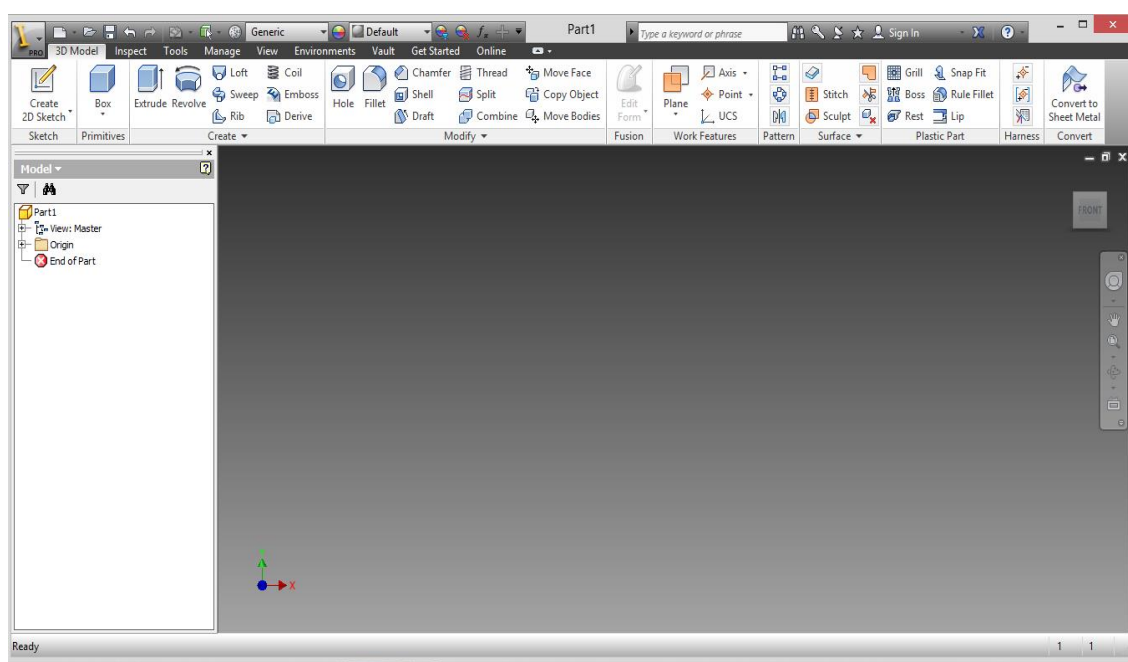 Generic Default Part1 Type a keyword or phrase Sign In
PRO 3D Model Inspect Tools Manage View Environments Vault Get Started Online
Loft Coil Chamfer Thread Move Face Axis Grill Snap Fit
Create 2D Sketch Box Extrude Revolve Sweep Emboss Hole Fillet Shell Split Copy Object Edit Form Plane Point Stitch Boss Rule Fillet Convert to Sheet Metal
Rib Derive Draft Combine Move Bodies UCS Sculpt Rest Lip
Sketch Primitives Create Modify Fusion Work Features Pattern Surface Plastic Part Harness Convert
Model
Part1
View: Master
Origin
End of Part
FRONT
Y
X
Ready 1 1